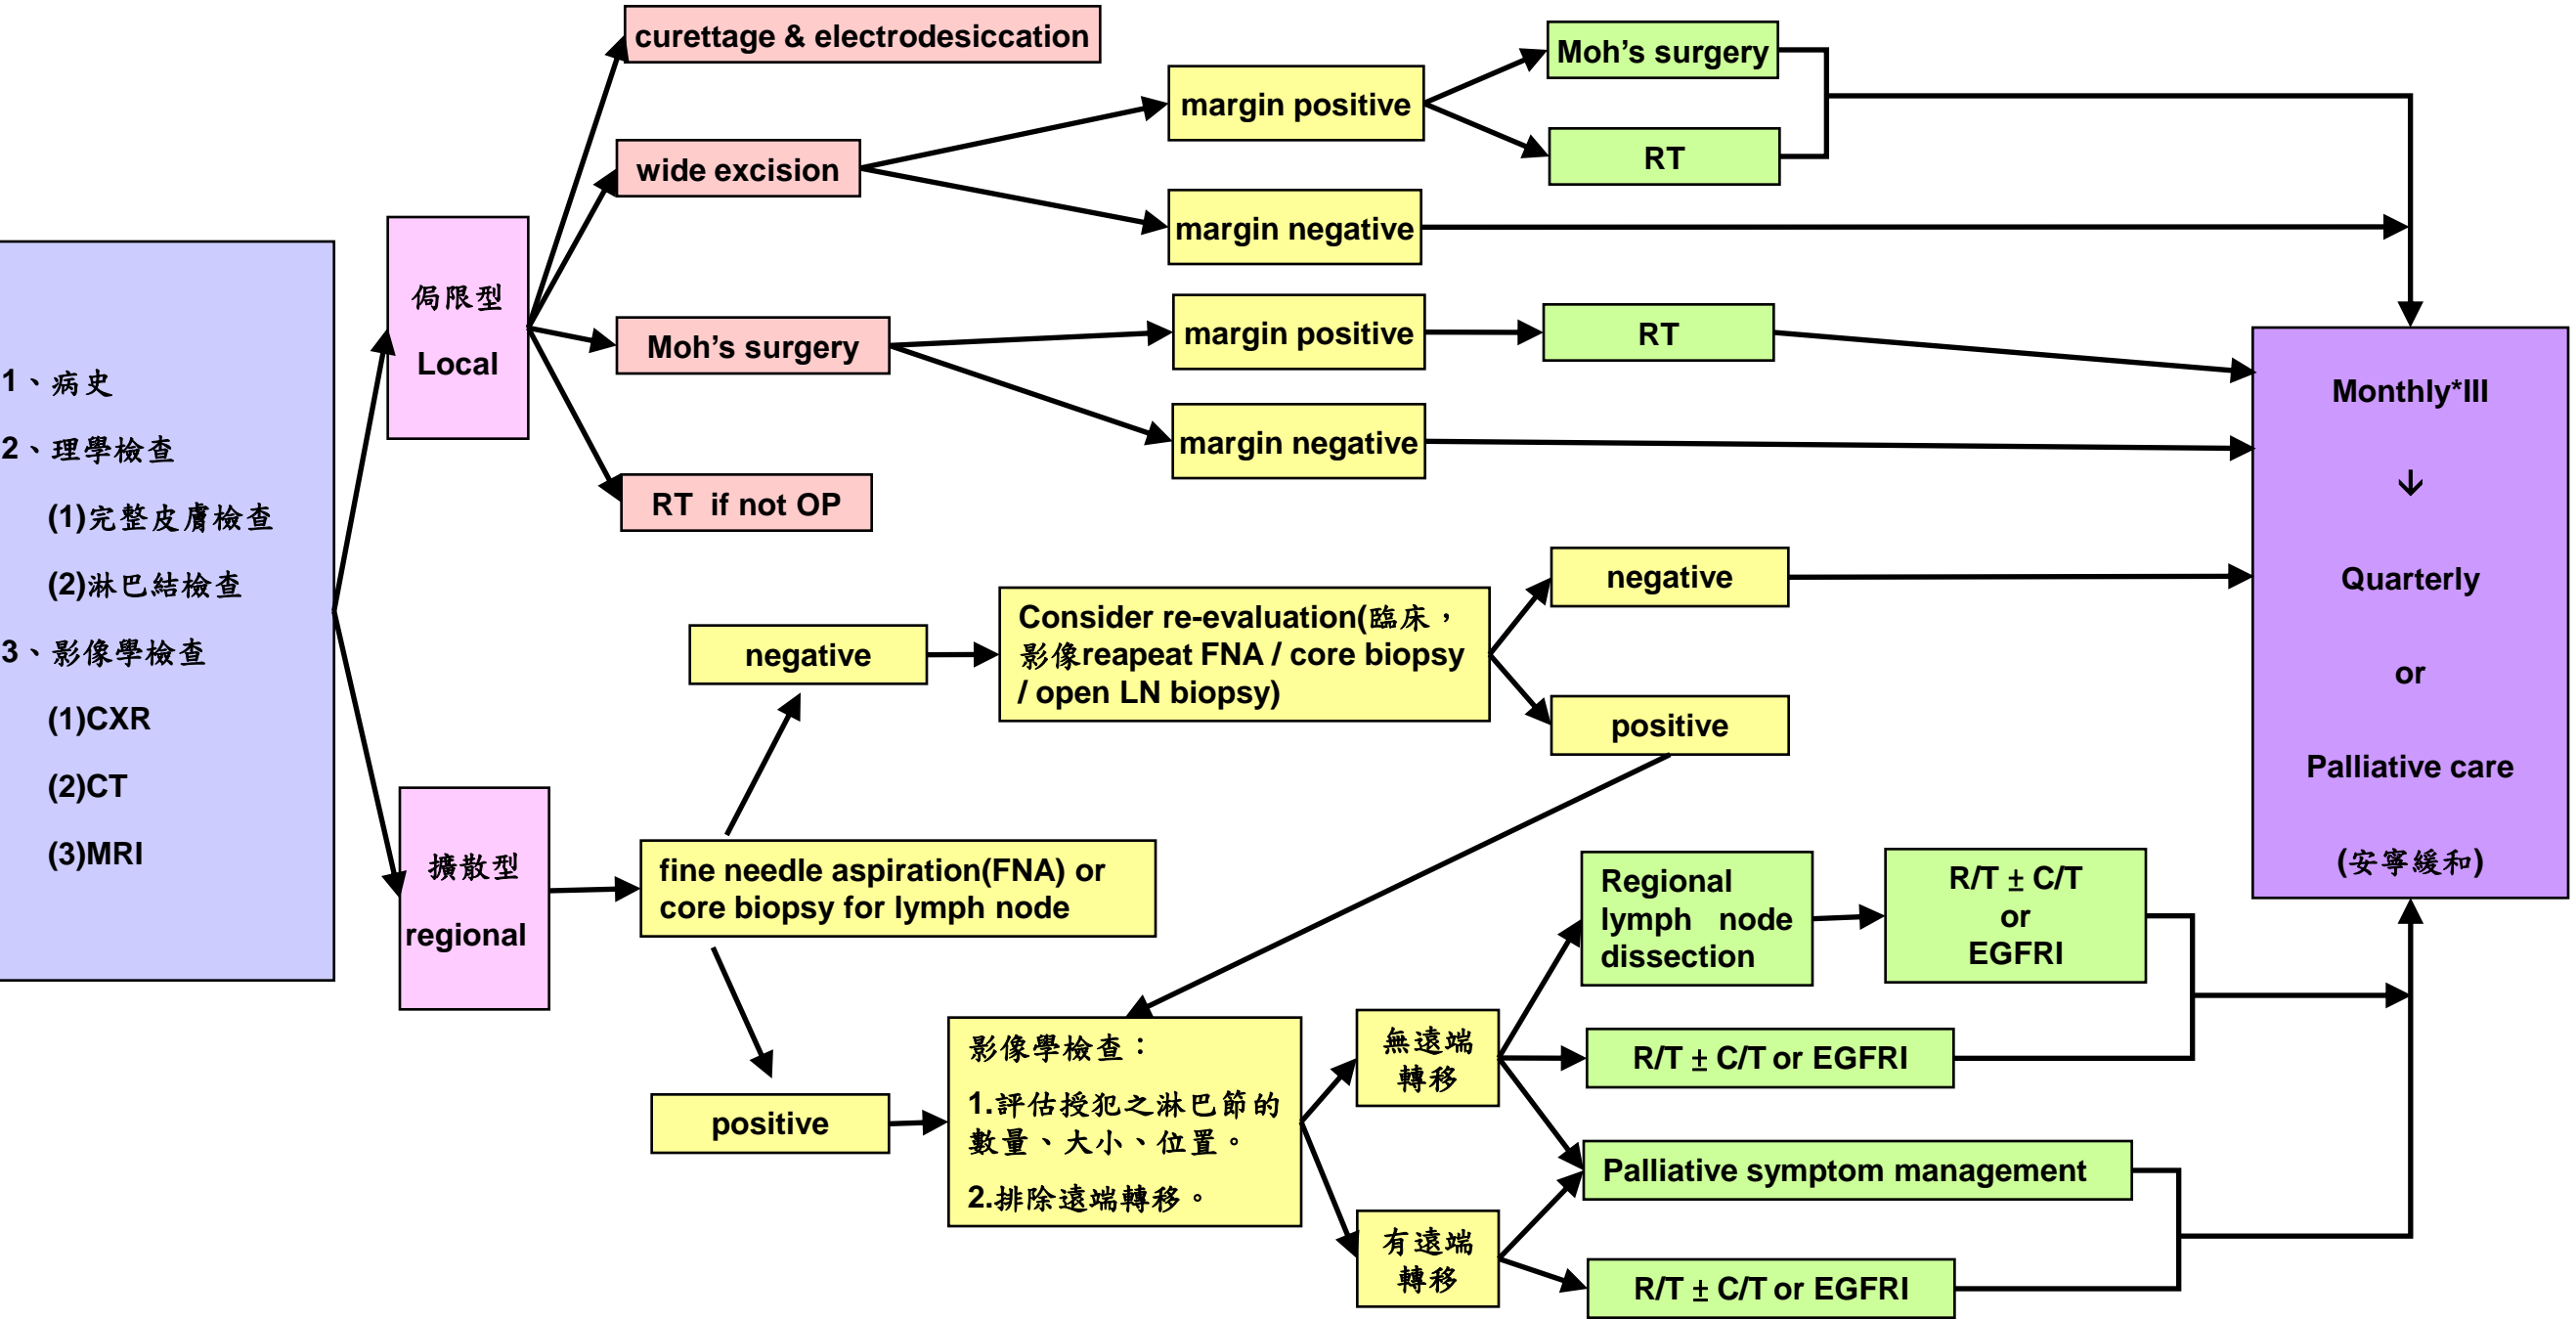 1、病史
2、理學檢查
(1)完整皮膚檢查
(2)淋巴結檢查
3、影像學檢查
(1)CXR
(2)CT
(3)MRI
侷限型
Local
擴散型
regional
curettage & electrodesiccation
wide excision
Moh’s surgery
RT if not OP
margin positive
margin negative
margin positive
margin negative
Moh’s surgery
RT
RT
negative
Consider re-evaluation(臨床，
影像reapeat FNA / core biopsy
/ open LN biopsy)
negative
positive
fine needle aspiration(FNA) or
core biopsy for lymph node
positive
影像學檢查：
1.評估授犯之淋巴節的
數量、大小、位置。
2.排除遠端轉移。
無遠端
轉移
有遠端
轉移
Regional
lymph node
dissection
R/T ± C/T
or
EGFRI
R/T ± C/T or EGFRI
Palliative symptom management
R/T ± C/T or EGFRI
Monthly*III
↓
Quarterly
or
Palliative care
(安寧緩和)